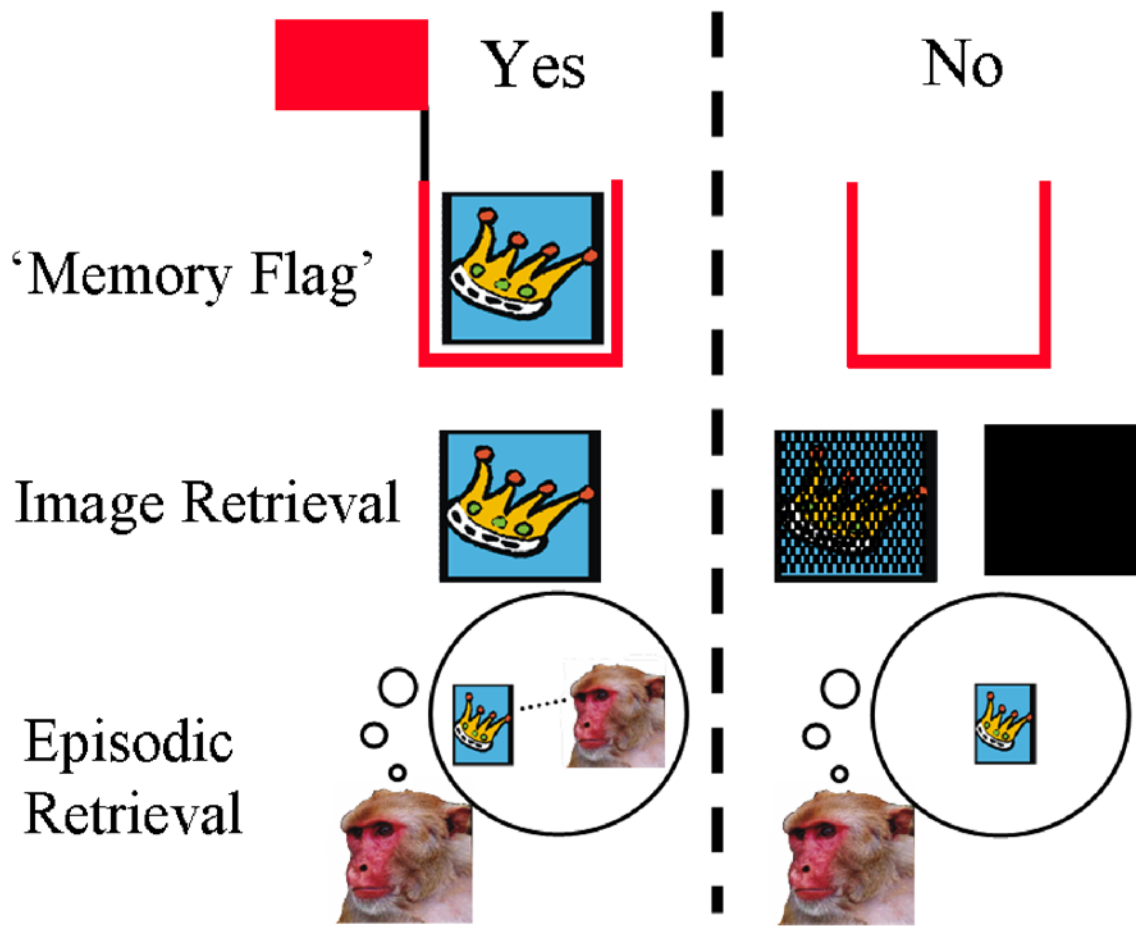 Yes
No
‘Memory Flag’
Image Retrieval
Episodic
Retrieval